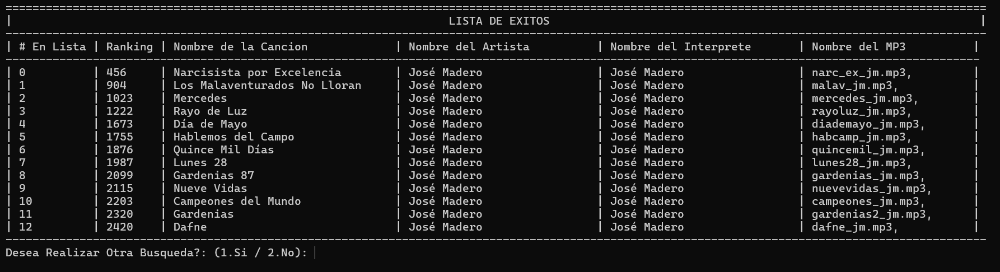 ==================================================================================================================================================
|                                                                 LISTA DE EXITOS                                                                |
--------------------------------------------------------------------------------------------------------------------------------------------------
| # En Lista | Ranking | Nombre de la Cancion             | Nombre del Artista          | Nombre del Interprete       | Nombre del MP3          |
-------------------------------------------------------------------------------------------------------------------------------------------------
| 0          | 456     | Narcisista por Excelencia        | José Madero                 | José Madero                 | narc_ex_jm.mp3,         |
| 1          | 904     | Los Malaventurados No Lloran     | José Madero                 | José Madero                 | malav_jm.mp3,           |
| 2          | 1023    | Mercedes                         | José Madero                 | José Madero                 | mercedes_jm.mp3,        |
| 3          | 1222    | Rayo de Luz                      | José Madero                 | José Madero                 | rayoluz_jm.mp3,         |
| 4          | 1673    | Día de Mayo                      | José Madero                 | José Madero                 | diademayo_jm.mp3,       |
| 5          | 1755    | Hablemos del Campo               | José Madero                 | José Madero                 | habcamp_jm.mp3,         |
| 6          | 1876    | Quince Mil Días                  | José Madero                 | José Madero                 | quincemil_jm.mp3,       |
| 7          | 1987    | Lunes 28                         | José Madero                 | José Madero                 | lunes28_jm.mp3,         |
| 8          | 2099    | Gardenias 87                     | José Madero                 | José Madero                 | gardenias_jm.mp3,       |
| 9          | 2115    | Nueve Vidas                      | José Madero                 | José Madero                 | nuevevidas_jm.mp3,      |
| 10         | 2203    | Campeones del Mundo              | José Madero                 | José Madero                 | campeones_jm.mp3,       |
| 11         | 2320    | Gardenias                        | José Madero                 | José Madero                 | gardenias2_jm.mp3,      |
| 12         | 2420    | Dafne                            | José Madero                 | José Madero                 | dafne_jm.mp3,           |
--------------------------------------------------------------------------------------------------------------------------------------------------
Desea Realizar Otra Busqueda?: (1.Si / 2.No):